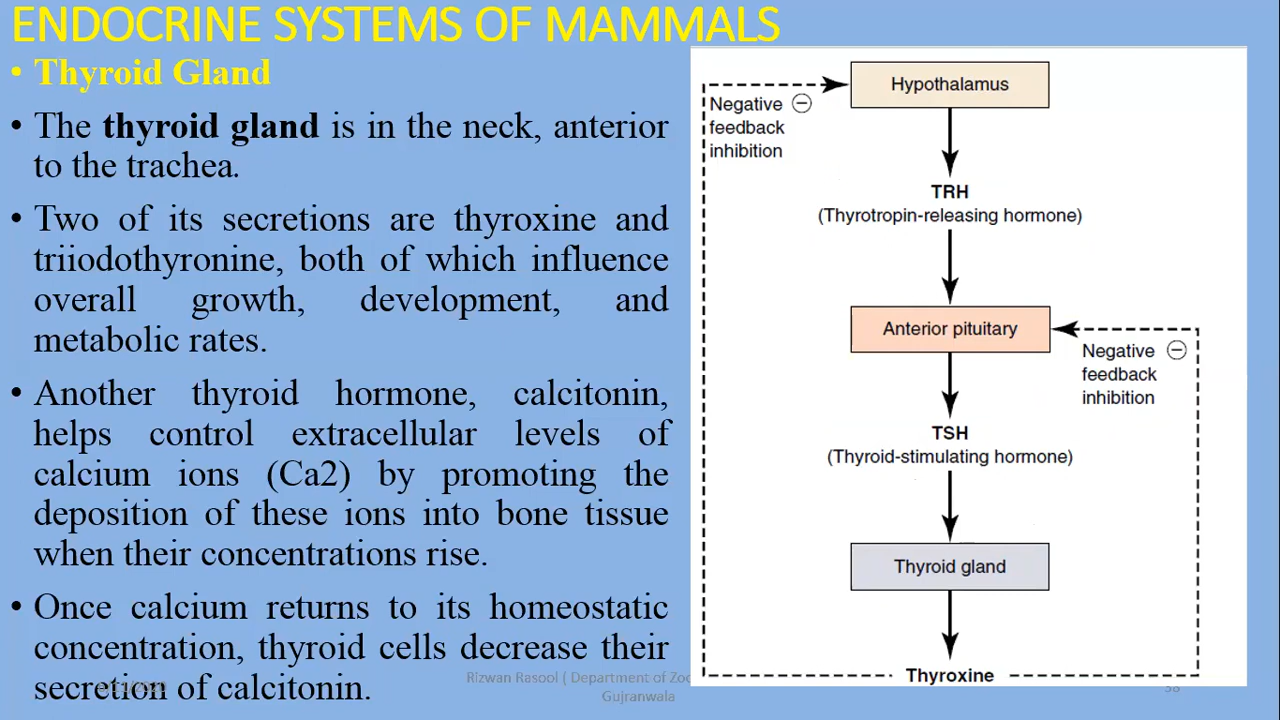 ENDOCRINE SYSTEMS OF MAMMALS
• Thyroid Gland
• The thyroid gland is in the neck, anterior
to the trachea.
• Two of its secretions are thyroxine and
triiodothyronine, both of which influence
overall growth, development, and
metabolic rates.
• Another thyroid hormone, calcitonin,
helps control extracellular levels of
calcium ions (Ca2) by promoting the
deposition of these ions into bone tissue
when their concentrations rise.
• Once calcium returns to its homeostatic
concentration, thyroid cells decrease their
secretion of calcitonin.
Hypothalamus
Negative
feedback
inhibition
TRH
(Thyrotropin-releasing hormone)
Anterior pituitary
Negative
feedback
inhibition
TSH
(Thyroid-stimulating hormone)
Thyroid gland
Thyroxine
Rizwan Rasool ( Department of
Gujranwala
38